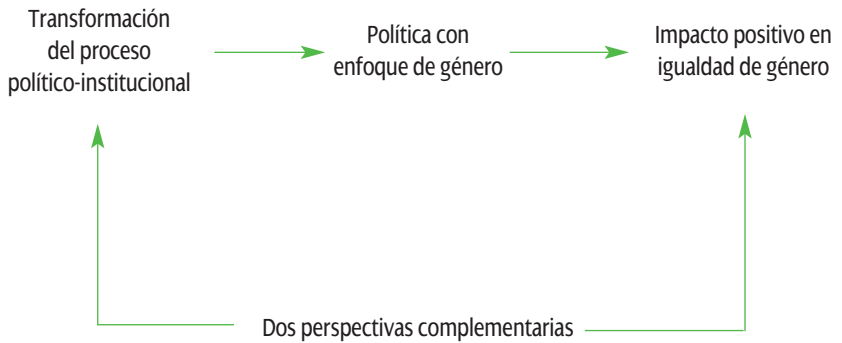 Transformación
del proceso
político-institucional
Política con
enfoque de género
Impacto positivo en
igualdad de género
Dos perspectivas complementarias